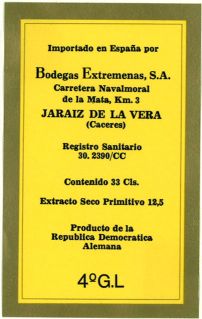 Importado en España por
Bodegas Extremenas, S.A.
Carretera Navalmoral
de la Mata, Km. 3
JARAIZ DE LA VERA
(Caceres)
Registro Sanitario
30. 2390/CC
Contenido 33 Cls.
Extracto Seco Primitivo 12,5
Producto de la
Republica Democratica
Alemana
4º G.L